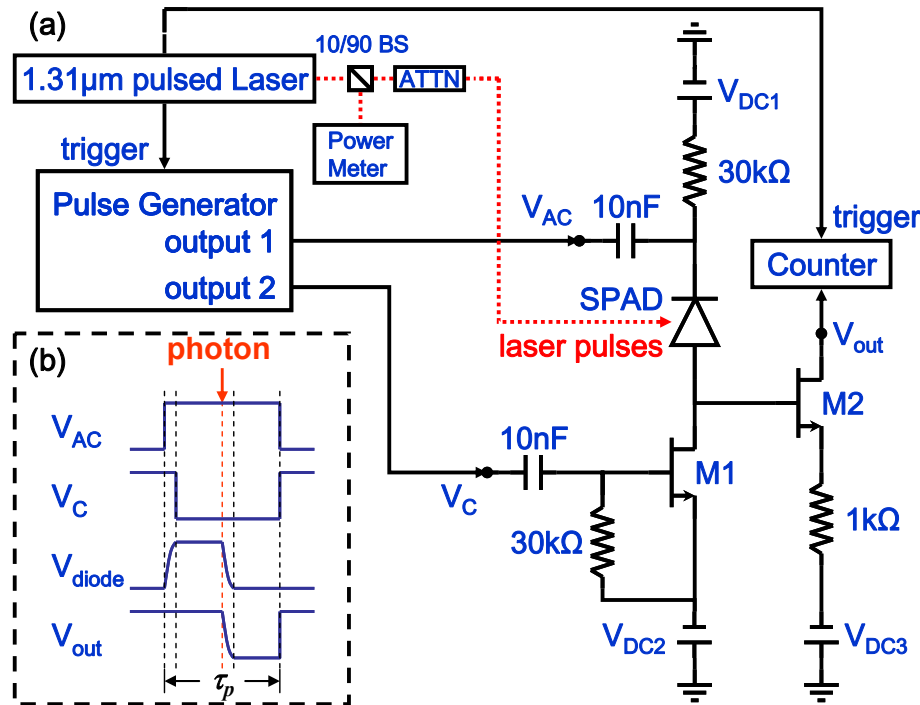 (a)
10/90 BS
1.31μm pulsed Laser
ATTN
Power
Meter
trigger
Pulse Generator
output 1
output 2
V_AC
10nF
V_DC1
30kΩ
trigger
Counter
SPAD
laser pulses
V_out
M2
10nF
V_C
M1
30kΩ
1kΩ
V_DC2
V_DC3
(b)
photon
V_AC
V_C
V_diode
V_out
τ_p